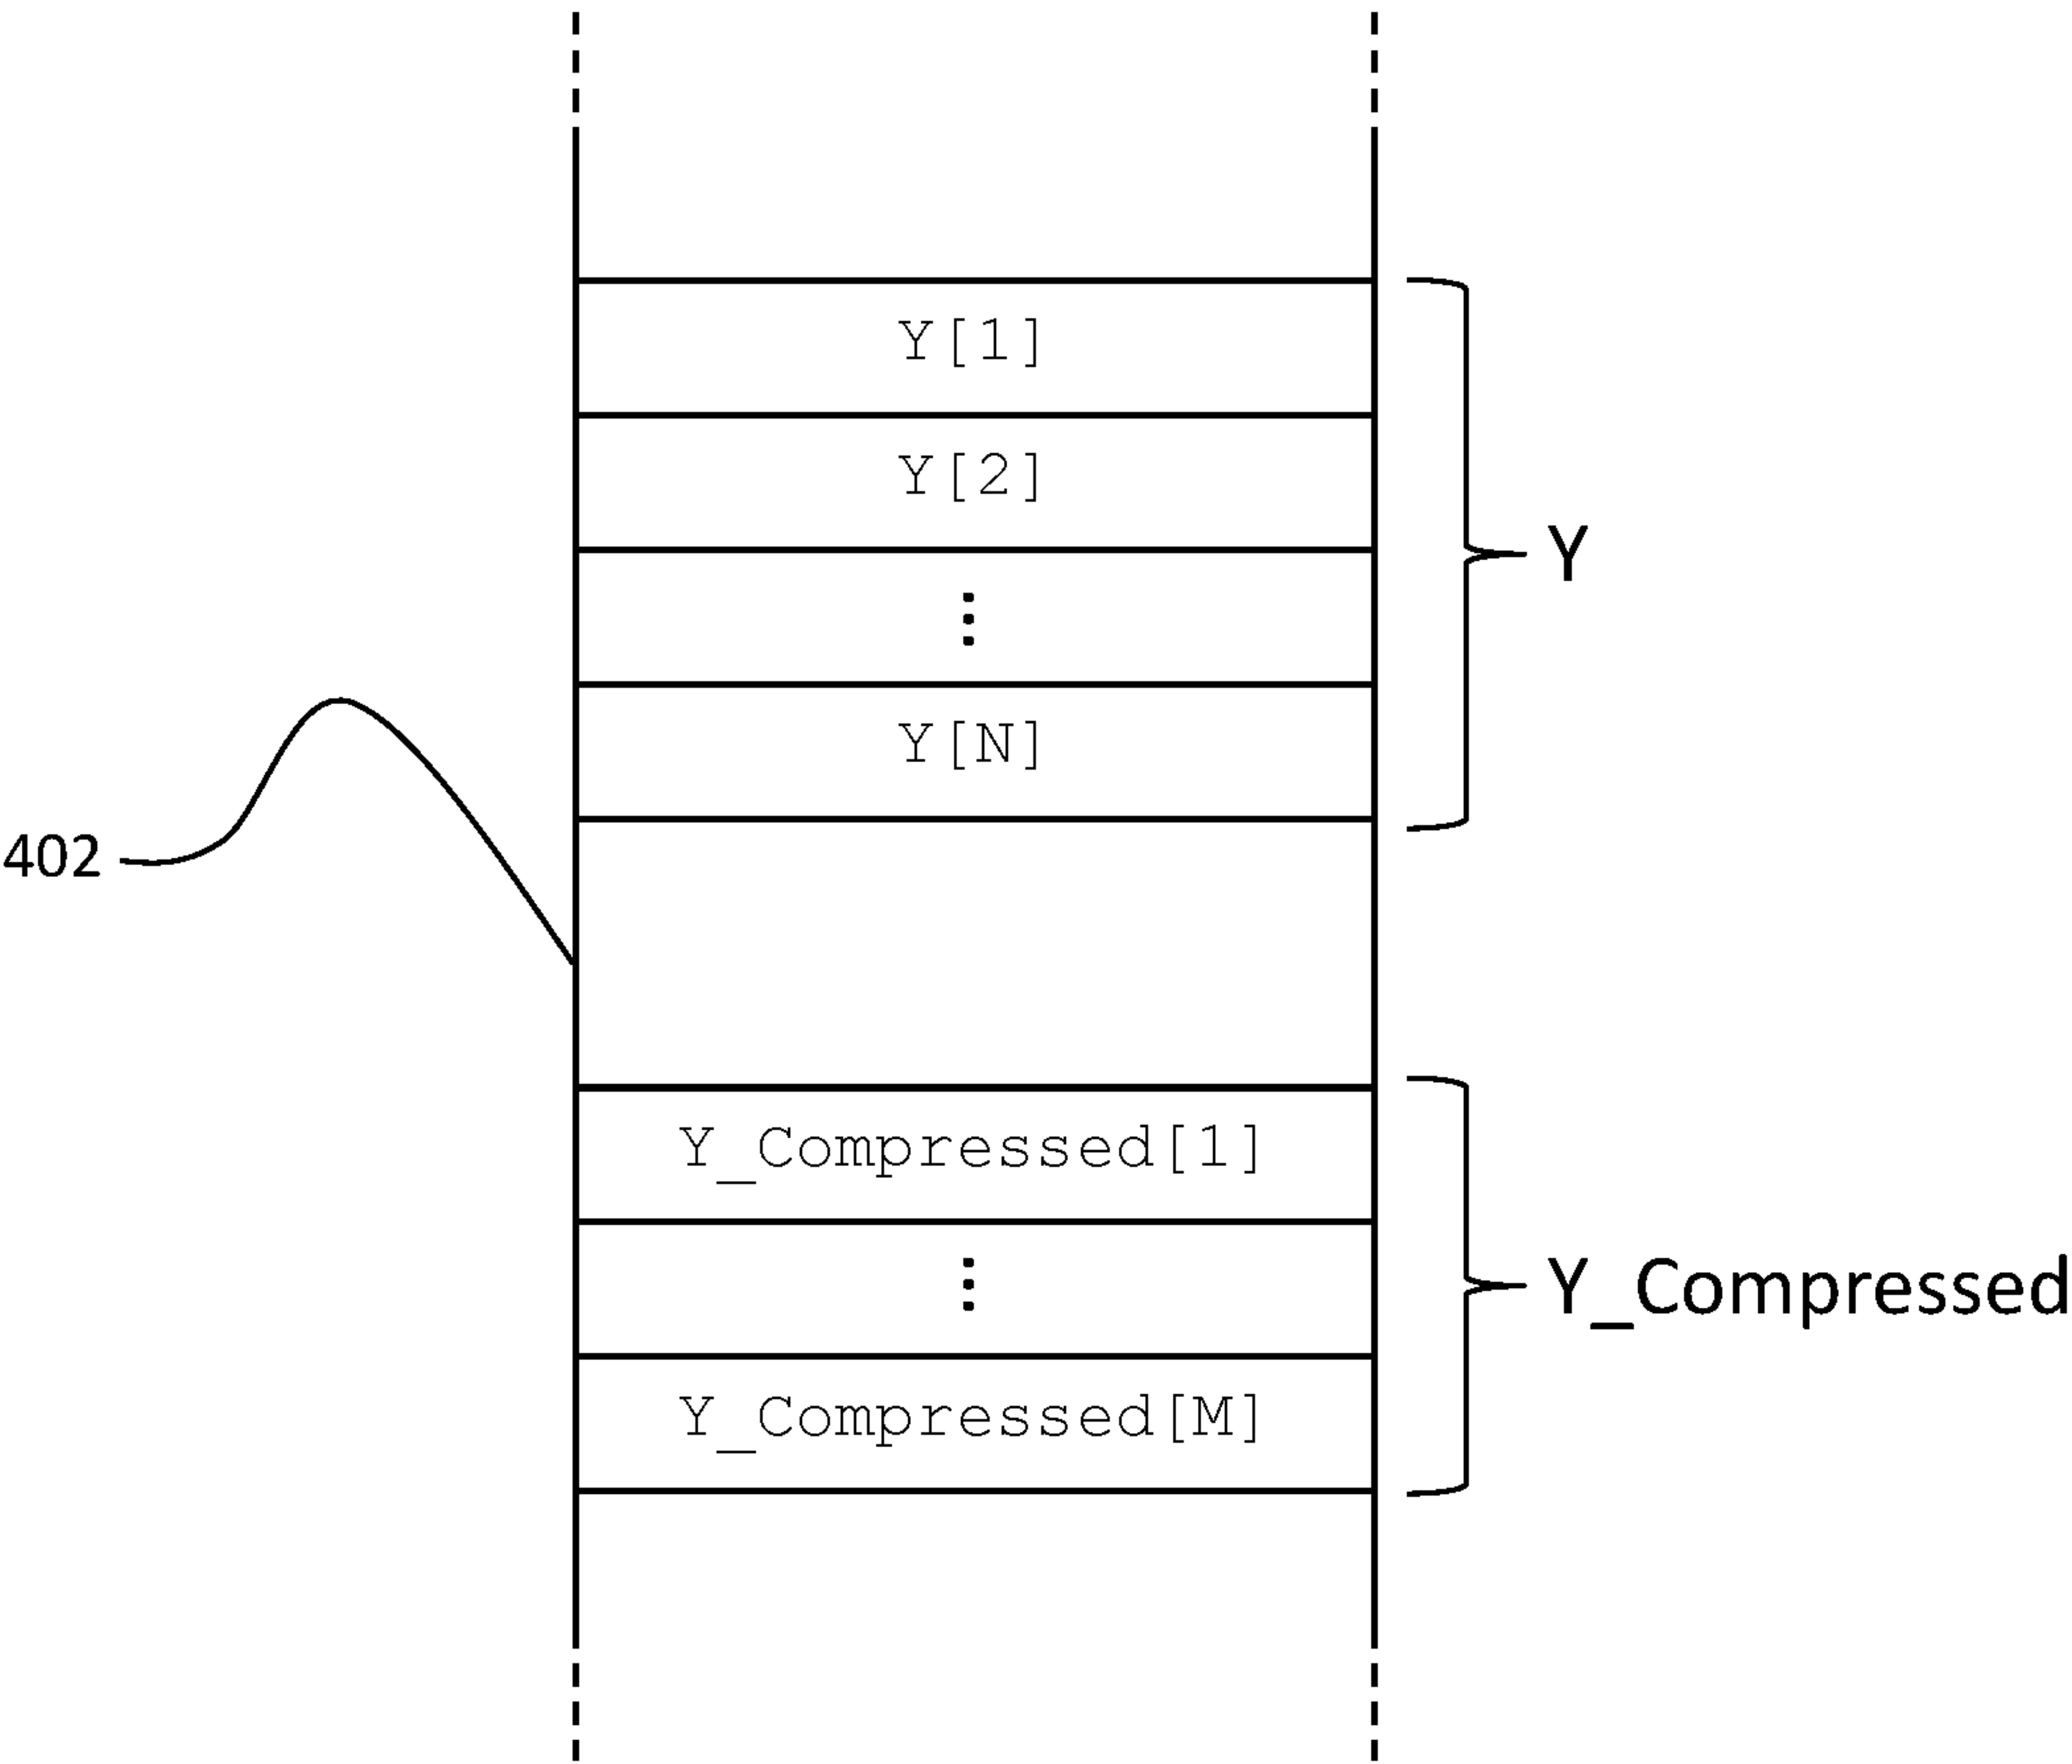 Y[1]
Y[2]
⋮
Y[N]
Y
402
Y_Compressed[1]
⋮
Y_Compressed[M]
Y_Compressed